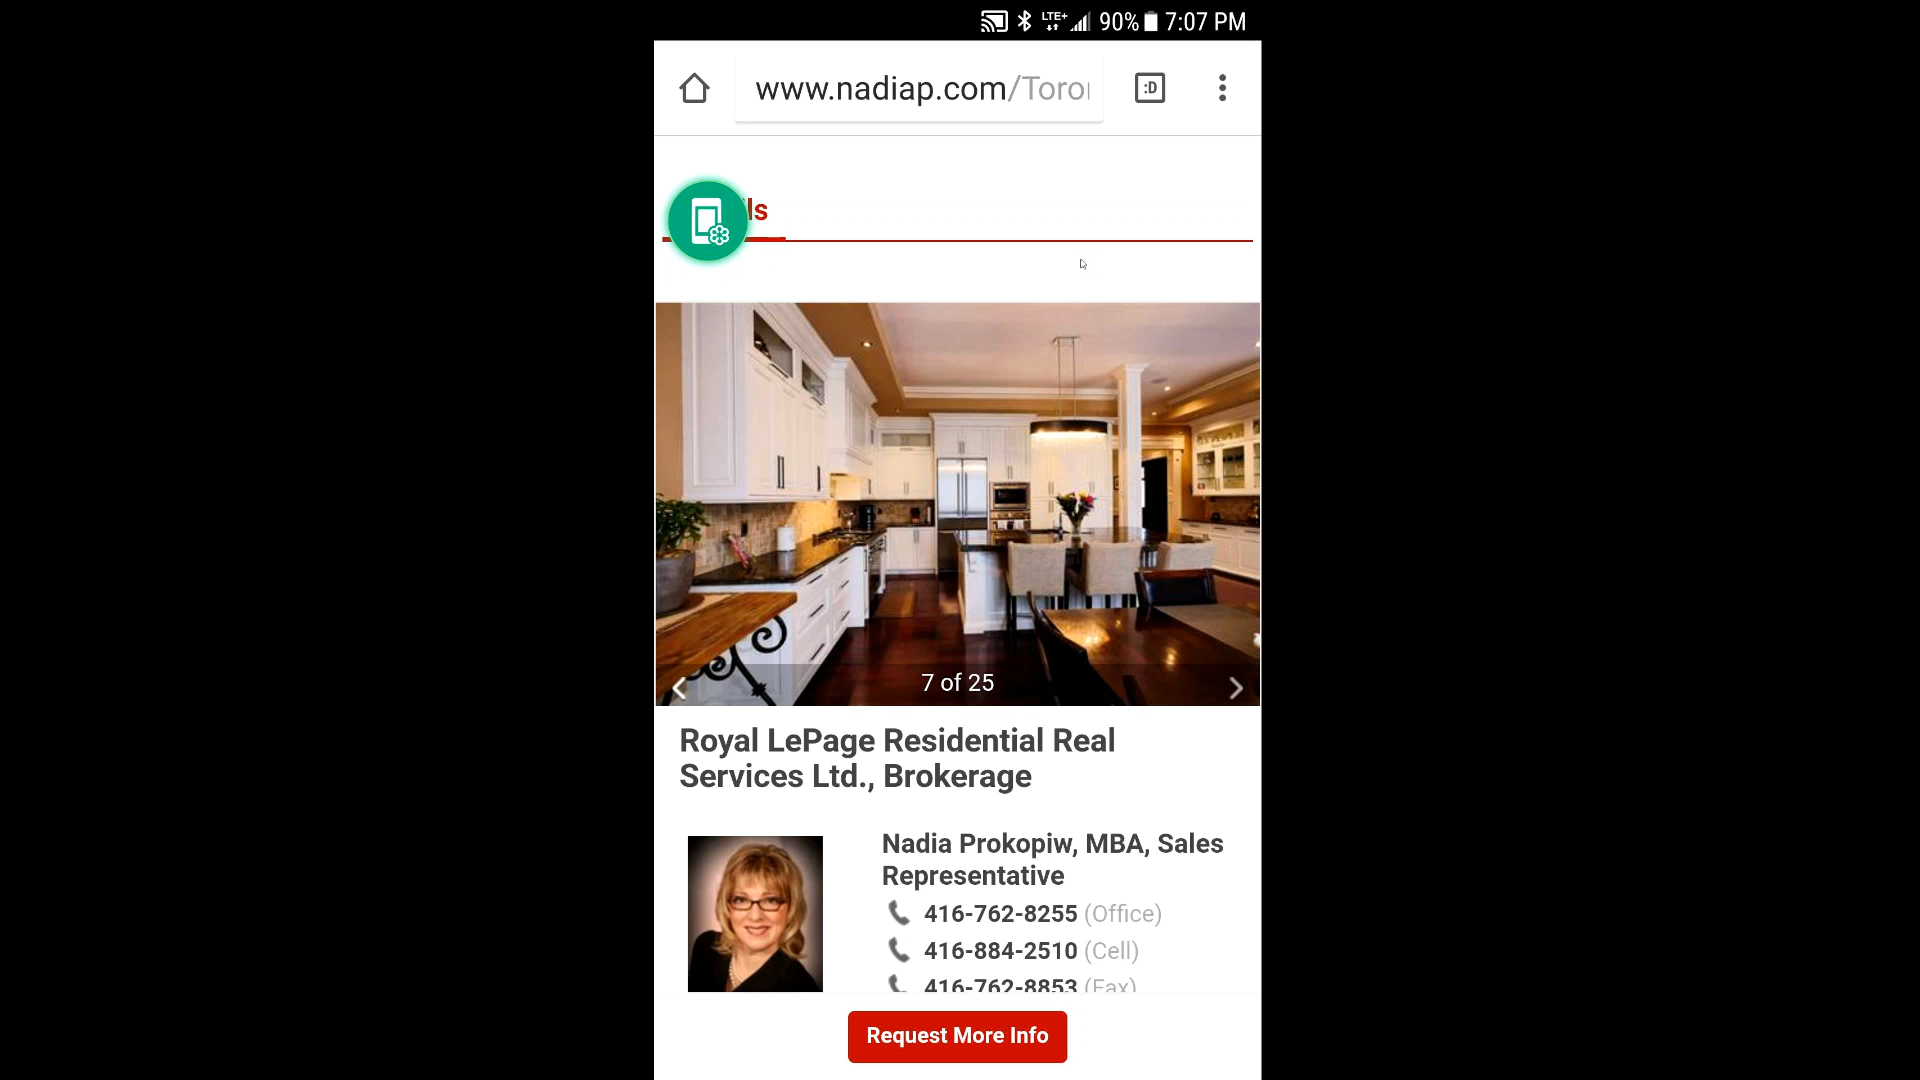 LTE+ 90% 7:07 PM
www.nadiap.com/Toro
:D
ls
7 of 25
Royal LePage Residential Real
Services Ltd., Brokerage
Nadia Prokopiw, MBA, Sales
Representative
416-762-8255 (Office)
416-884-2510 (Cell)
416-762-8853 (Fax)
Request More Info